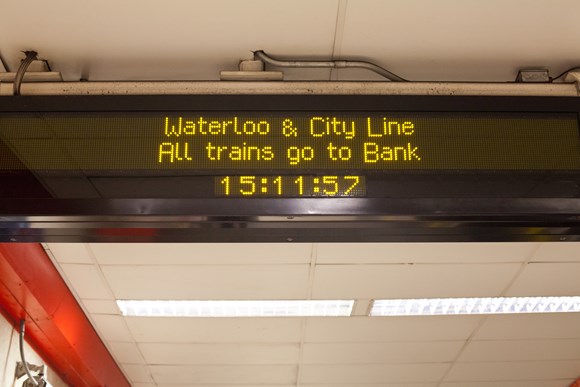 Waterloo & City Line
All trains go to Bank
15:11:57